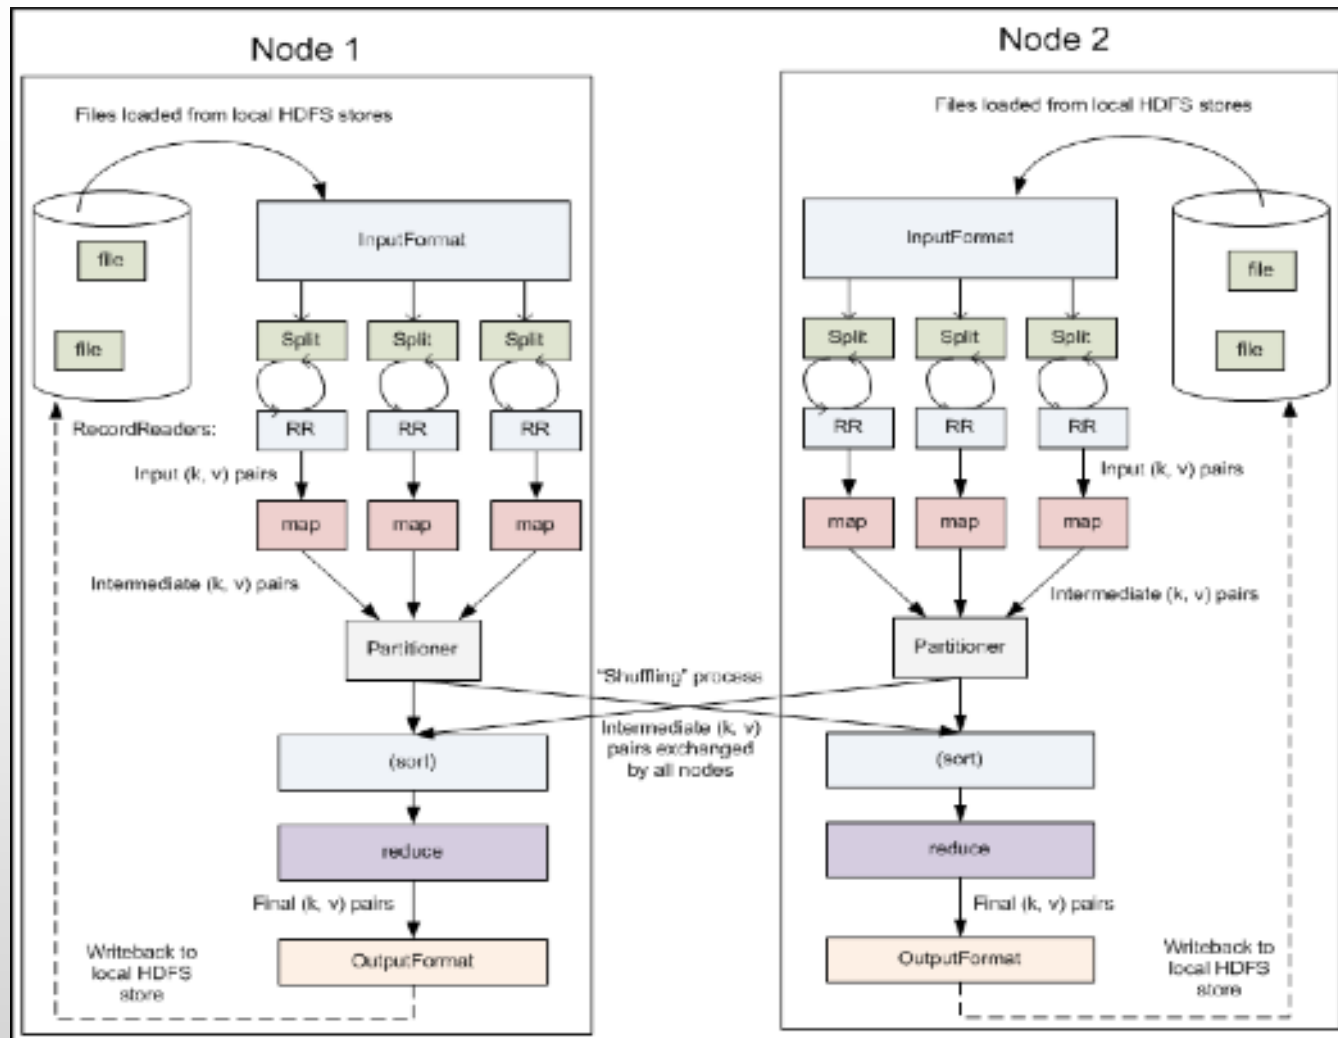 Node 1
Files loaded from local HDFS stores
InputFormat
file
file
Split Split Split
RecordReaders:
RR RR RR
Input (k, v) pairs
map map map
Intermediate (k, v) pairs
Partitioner
(sort)
reduce
Final (k, v) pairs
OutputFormat
Writeback to
local HDFS
store
"Shuffling" process
Intermediate (k, v)
pairs exchanged
by all nodes
Node 2
Files loaded from local HDFS stores
InputFormat
file
file
Split Split Split
RR RR RR
Input (k, v) pairs
map map map
Intermediate (k, v) pairs
Partitioner
(sort)
reduce
Final (k, v) pairs
OutputFormat
Writeback to
local HDFS
store